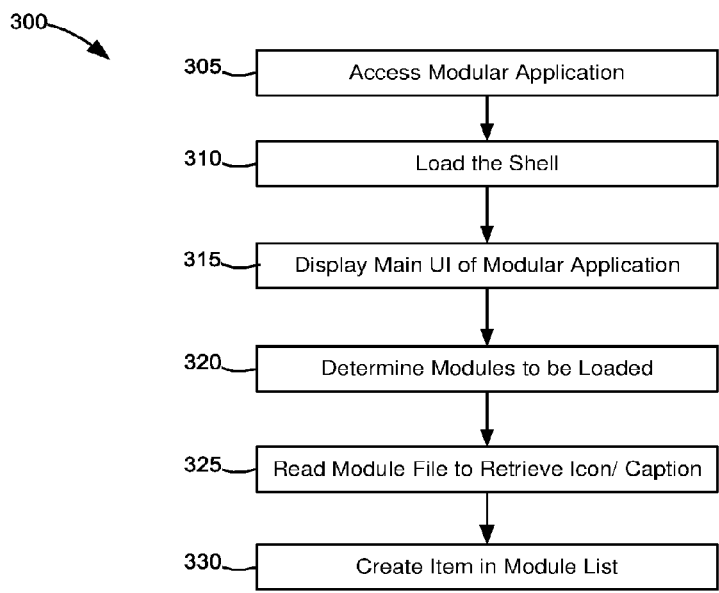 300
305 Access Modular Application
310 Load the Shell
315 Display Main UI of Modular Application
320 Determine Modules to be Loaded
325 Read Module File to Retrieve Icon/ Caption
330 Create Item in Module List